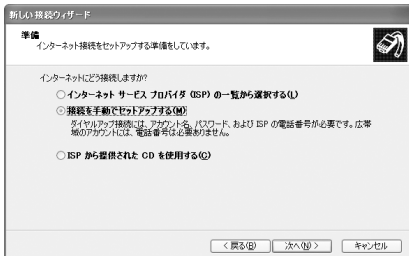 新しい接続ウィザード
準備
インターネット接続をセットアップする準備をしています。
インターネットにどう接続しますか?
インターネット サービス プロバイダ (ISP) の一覧から選択する(L)
接続を手動でセットアップする(M)
ダイヤルアップ接続には、アカウント名、パスワード、および ISP の電話番号が必要です。広帯
域のアカウントには、電話番号は必要ありません。
ISP から提供された CD を使用する(C)
< 戻る(B)
次へ(N) >
キャンセル